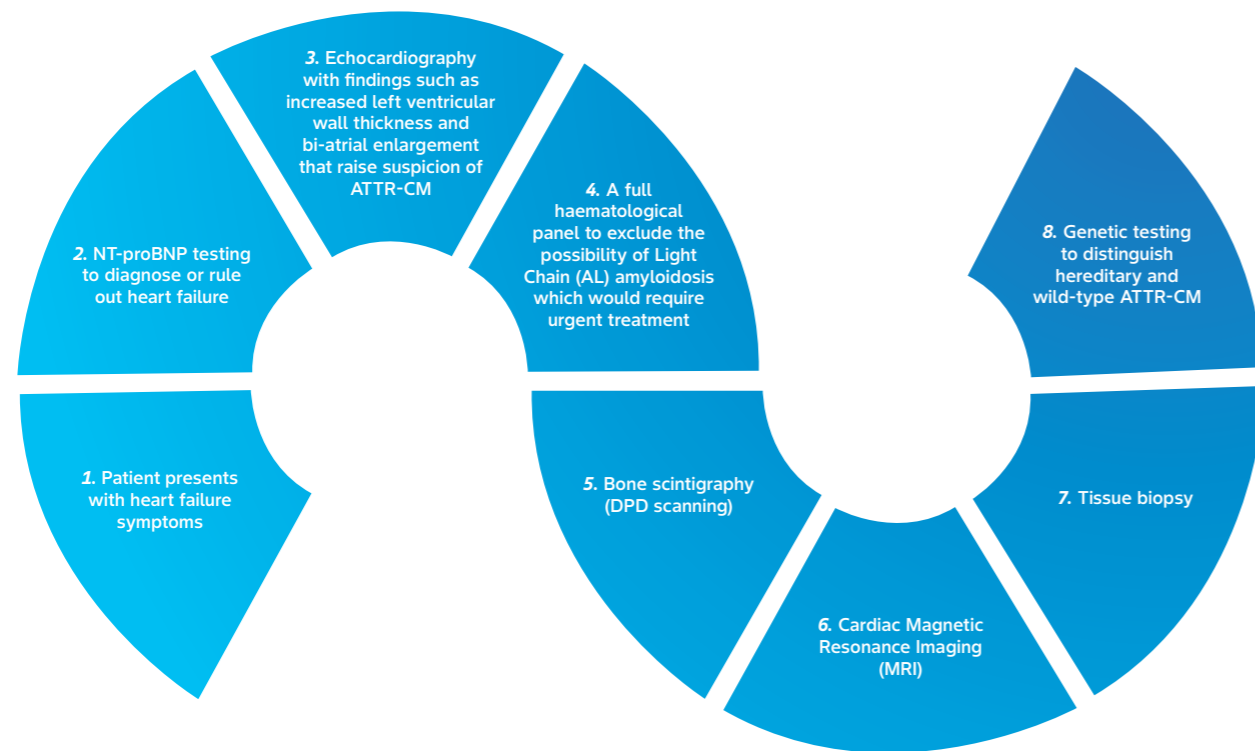 1. Patient presents
with heart failure
symptoms
2. NT-proBNP testing
to diagnose or rule
out heart failure
3. Echocardiography
with findings such as
increased left ventricular
wall thickness and
bi-atrial enlargement
that raise suspicion of
ATTR-CM
4. A full
haematological
panel to exclude the
possibility of Light
Chain (AL) amyloidosis
which would require
urgent treatment
5. Bone scintigraphy
(DPD scanning)
6. Cardiac Magnetic
Resonance Imaging
(MRI)
7. Tissue biopsy
8. Genetic testing
to distinguish
hereditary and
wild-type ATTR-CM